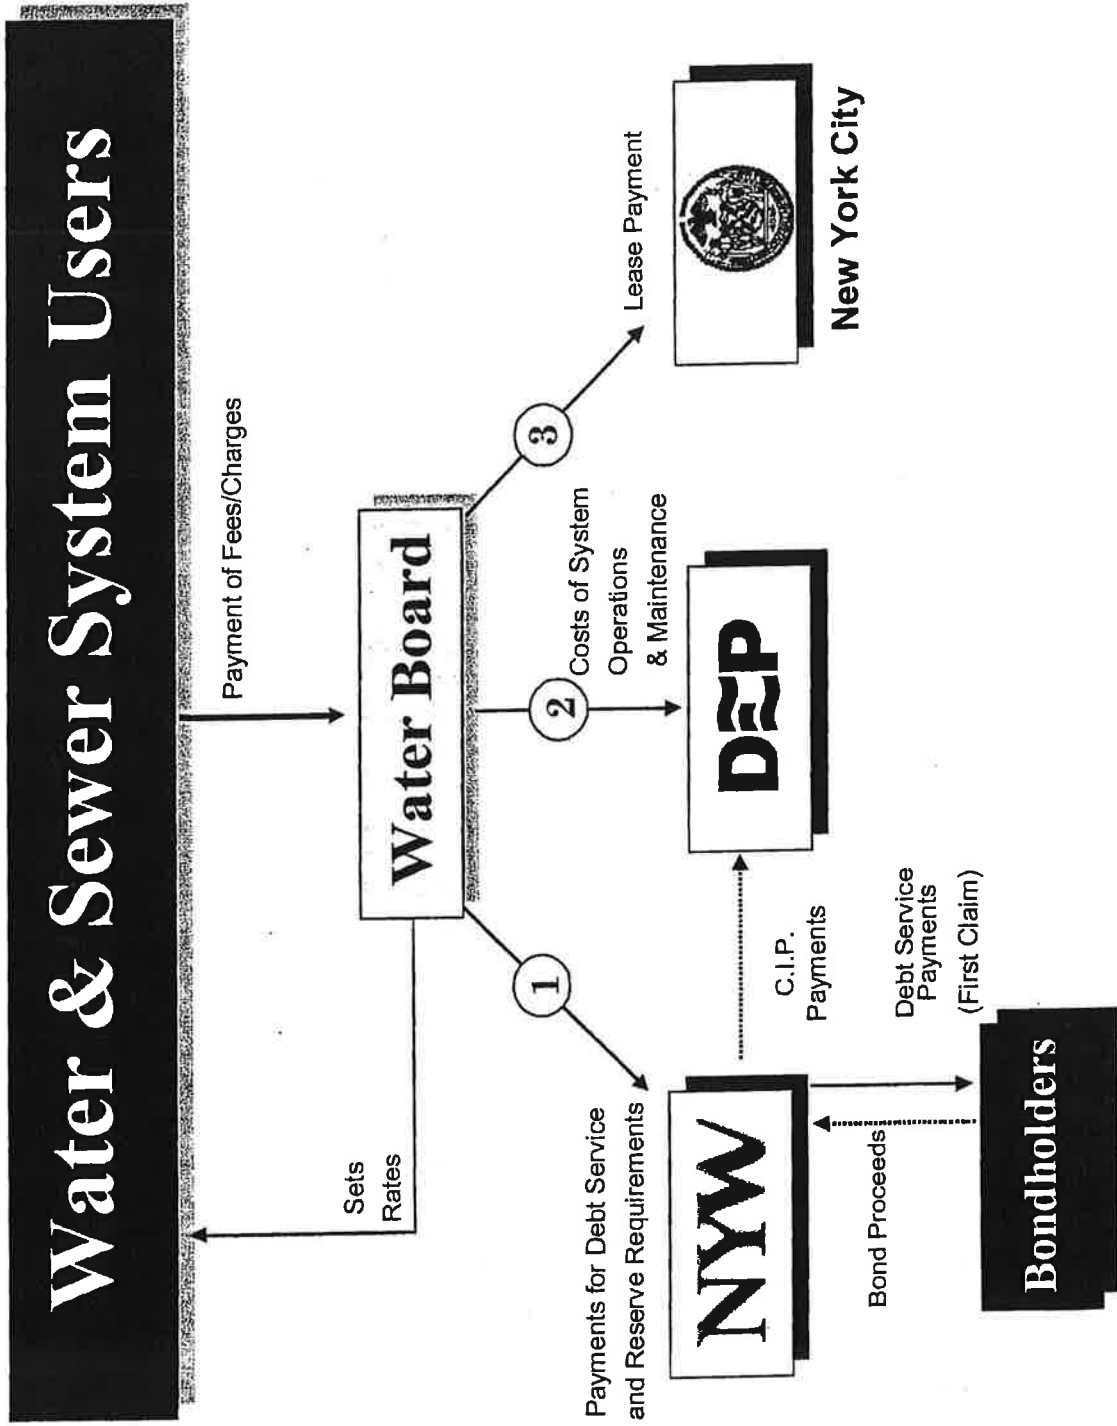 Water & Sewer System Users
Payment of Fees/Charges
Sets
Rates
Water Board
1
2
3
Payments for Debt Service
and Reserve Requirements
Costs of System
Operations
& Maintenance
Lease Payment
NYW
C.I.P.
Payments
DEP
New York City
Bond Proceeds
Debt Service
Payments
(First Claim)
Bondholders